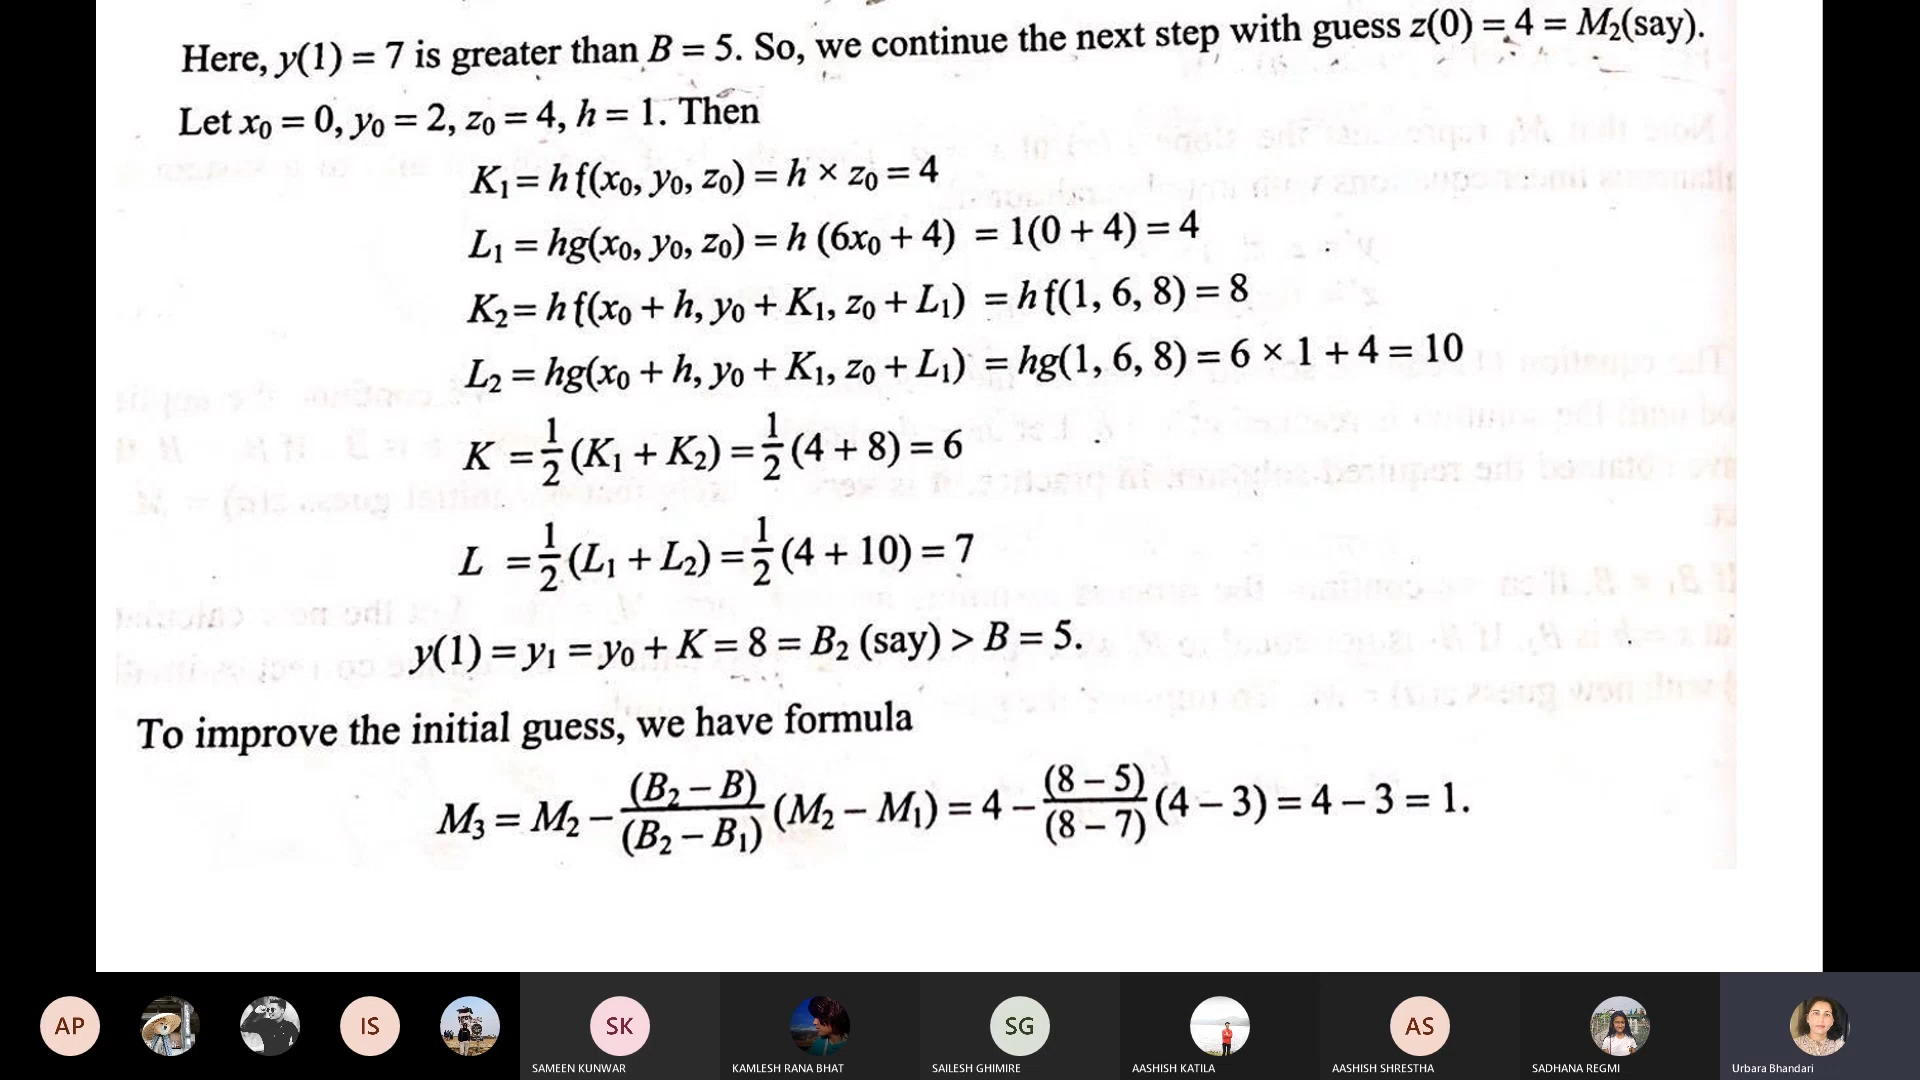 Here, y(1) = 7 is greater than B = 5. So, we continue the next step with guess z(0) = 4 = M₂(say).
Let x₀ = 0, y₀ = 2, z₀ = 4, h = 1. Then
K₁ = h f(x₀, y₀, z₀) = h × z₀ = 4
L₁ = hg(x₀, y₀, z₀) = h (6x₀ + 4) = 1(0 + 4) = 4
K₂ = h f(x₀ + h, y₀ + K₁, z₀ + L₁) = h f(1, 6, 8) = 8
L₂ = hg(x₀ + h, y₀ + K₁, z₀ + L₁) = hg(1, 6, 8) = 6 × 1 + 4 = 10
K = 1/2 (K₁ + K₂) = 1/2 (4 + 8) = 6
L = 1/2 (L₁ + L₂) = 1/2 (4 + 10) = 7
y(1) = y₁ = y₀ + K = 8 = B₂ (say) > B = 5.
To improve the initial guess, we have formula
M₃ = M₂ − (B₂ − B)/(B₂ − B₁) (M₂ − M₁) = 4 − (8 − 5)/(8 − 7) (4 − 3) = 4 − 3 = 1.
AP
IS
SK
SG
AS
SAMEEN KUNWAR
KAMLESH RANA BHAT
SAILESH GHIMIRE
AASHISH KATILA
AASHISH SHRESTHA
SADHANA REGMI
Urbara Bhandari